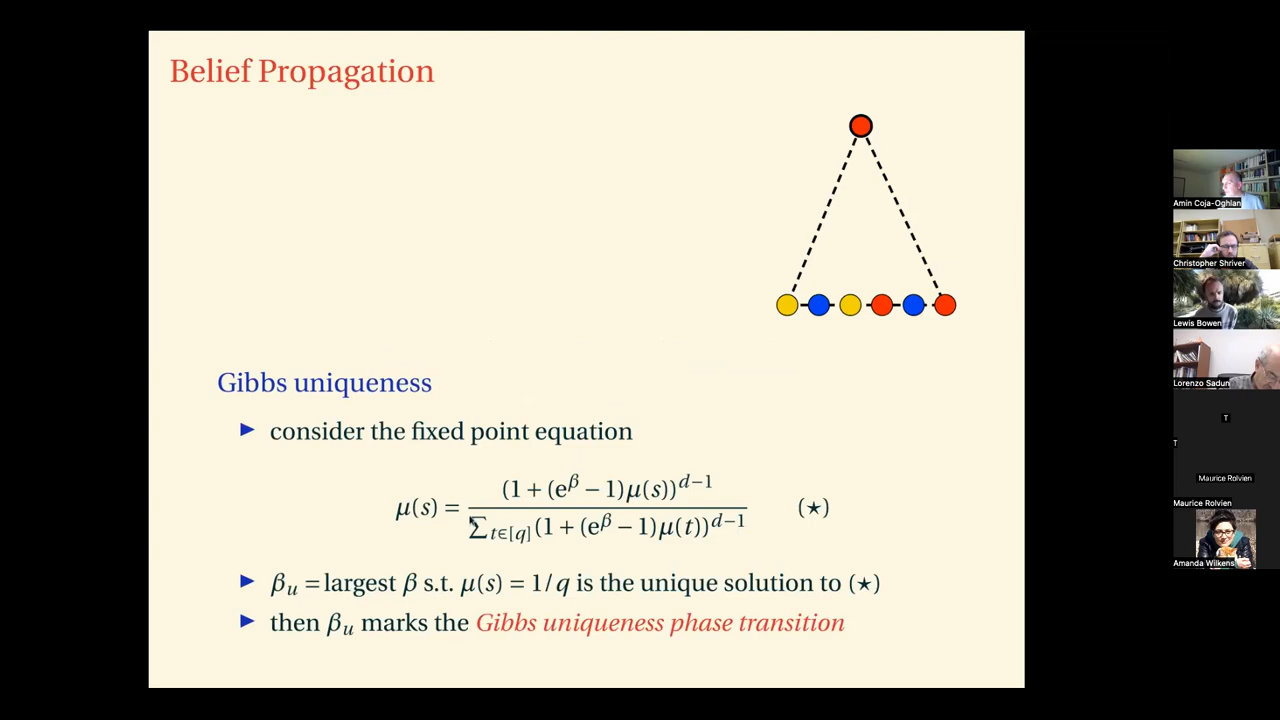 Belief Propagation
Gibbs uniqueness
▶ consider the fixed point equation
μ(s) = (1 + (e^β − 1)μ(s))^{d−1} / ∑_{t∈[q]}(1 + (e^β − 1)μ(t))^{d−1} (⋆)
▶ β_u = largest β s.t. μ(s) = 1/q is the unique solution to (⋆)
▶ then β_u marks the Gibbs uniqueness phase transition
Amin Coja-Oghlan
Christopher Shriver
Lewis Bowen
Lorenzo Sadun
T
T
Maurice Rolvien
Maurice Rolvien
Amanda Wilkens